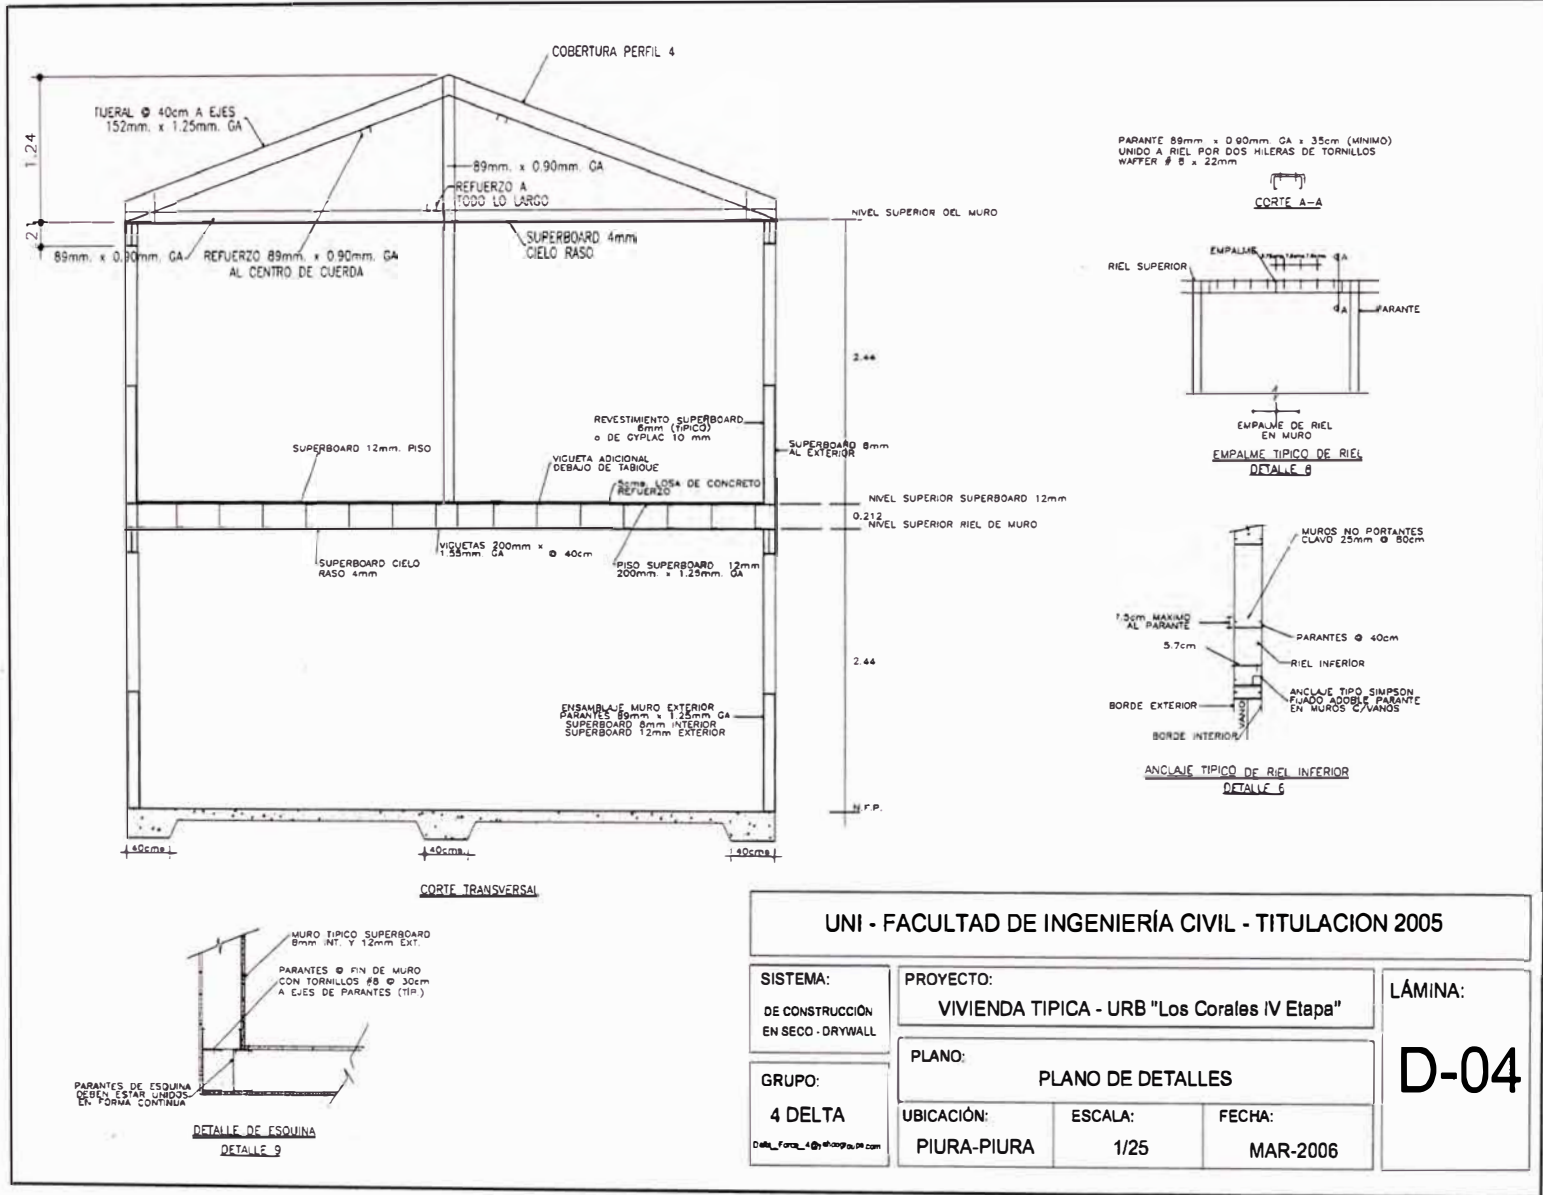 COBERTURA PERFIL 4
TIJERAL @ 40cm A EJES
152mm. x 1.25mm. GA
1.24
89mm. x 0.90mm. GA
REFUERZO A
TODO LO LARGO
.21
89mm. x 0.90mm. GA
REFUERZO 89mm. x 0.90mm. GA
AL CENTRO DE CUERDA
SUPERBOARD 4mm
CIELO RASO
NIVEL SUPERIOR DEL MURO
2.44
REVESTIMIENTO SUPERBOARD
6mm (TIPICO)
o DE GYPLAC 10 mm
SUPERBOARD 8mm
AL EXTERIOR
SUPERBOARD 12mm. PISO
VIGUETA ADICIONAL
DEBAJO DE TABIQUE
5cms. LOSA DE CONCRETO
REFUERZO
NIVEL SUPERIOR SUPERBOARD 12mm
0.212
NIVEL SUPERIOR RIEL DE MURO
SUPERBOARD CIELO
RASO 4mm
VIGUETAS 200mm x
1.55mm. GA @ 40cm
PISO SUPERBOARD 12mm
200mm. x 1.25mm. GA
2.44
ENSAMBLAJE MURO EXTERIOR
PARANTES 89mm x 1.25mm GA
SUPERBOARD 8mm INTERIOR
SUPERBOARD 12mm EXTERIOR
N.F.P.
40cms.
40cms.
40cms.
CORTE TRANSVERSAL
PARANTE 89mm x 0.90mm. GA x 35cm (MINIMO)
UNIDO A RIEL POR DOS HILERAS DE TORNILLOS
WAFFER # 8 x 22mm
CORTE A-A
EMPALME
A
RIEL SUPERIOR
A
PARANTE
EMPALME DE RIEL
EN MURO
EMPALME TIPICO DE RIEL
DETALLE 8
MUROS NO PORTANTES
CLAVO 25mm @ 80cm
7.5cm MAXIMO
AL PARANTE
5.7cm
PARANTES @ 40cm
RIEL INFERIOR
ANCLAJE TIPO SIMPSON
FIJADO ADOBLE PARANTE
EN MUROS C/VANOS
BORDE EXTERIOR
VANO
BORDE INTERIOR
ANCLAJE TIPICO DE RIEL INFERIOR
DETALLE 6
MURO TIPICO SUPERBOARD
8mm INT. Y 12mm EXT.
PARANTES @ FIN DE MURO
CON TORNILLOS #8 @ 30cm
A EJES DE PARANTES (TIP.)
PARANTES DE ESQUINA
DEBEN ESTAR UNIDOS
EN FORMA CONTINUA
DETALLE DE ESQUINA
DETALLE 9
UNI - FACULTAD DE INGENIERÍA CIVIL - TITULACION 2005
SISTEMA:
DE CONSTRUCCIÓN
EN SECO - DRYWALL
PROYECTO:
VIVIENDA TIPICA - URB "Los Corales IV Etapa"
LÁMINA:
D-04
PLANO:
PLANO DE DETALLES
GRUPO:
4 DELTA
Delta_Force_4@yahoogroups.com
UBICACIÓN:
PIURA-PIURA
ESCALA:
1/25
FECHA:
MAR-2006